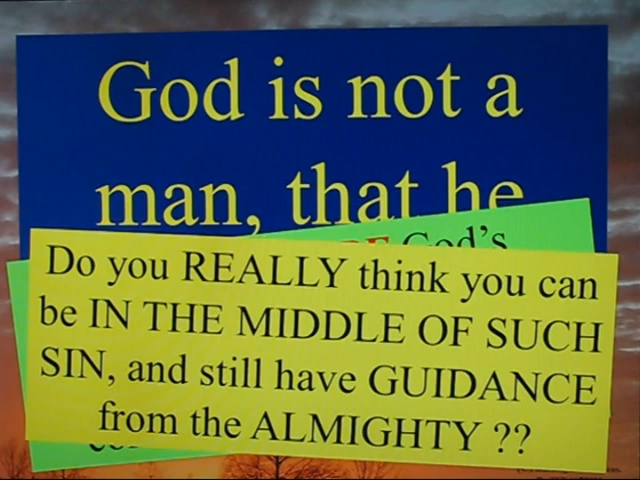 God is not a
man, that he
God's
Do you REALLY think you can
be IN THE MIDDLE OF SUCH
SIN, and still have GUIDANCE
from the ALMIGHTY ??